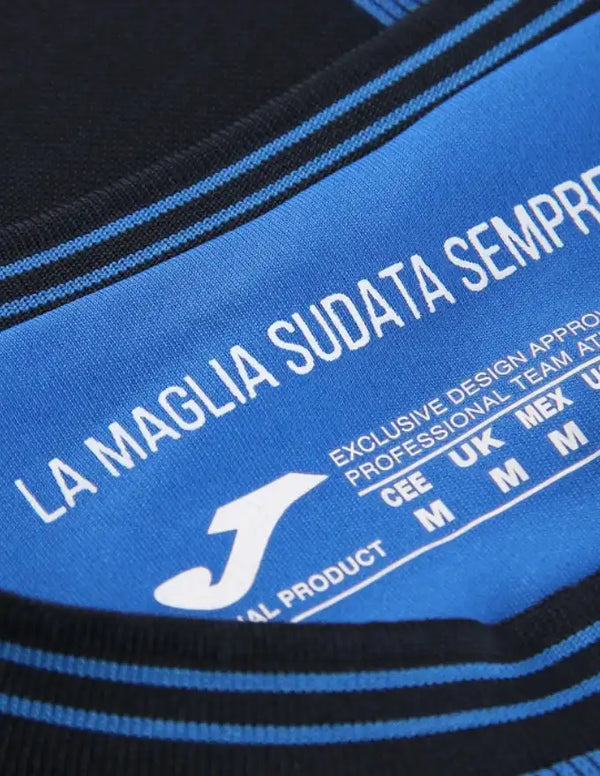 LA MAGLIA SUDATA SEMPRE
EXCLUSIVE DESIGN
PROFESSIONAL TEAM
CEE UK MEX
M M M
PRODUCT